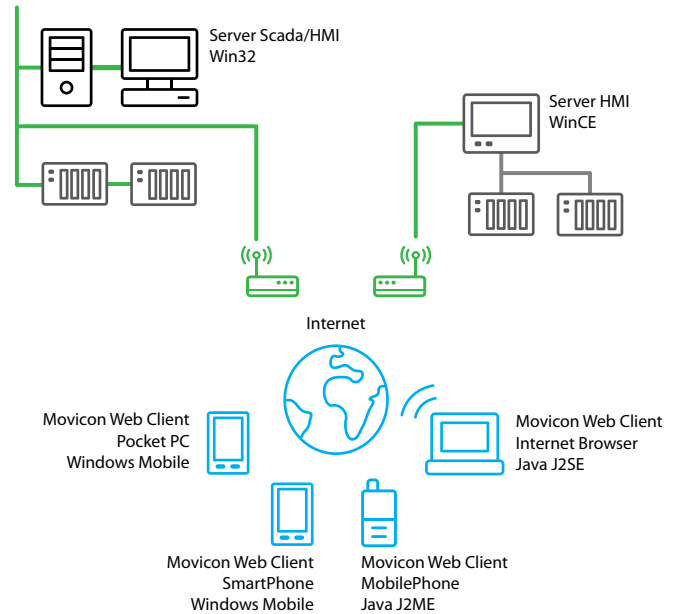 Server Scada/HMI
Win32
Server HMI
WinCE
Internet
Movicon Web Client
Pocket PC
Windows Mobile
Movicon Web Client
Internet Browser
Java J2SE
Movicon Web Client
SmartPhone
Windows Mobile
Movicon Web Client
MobilePhone
Java J2ME